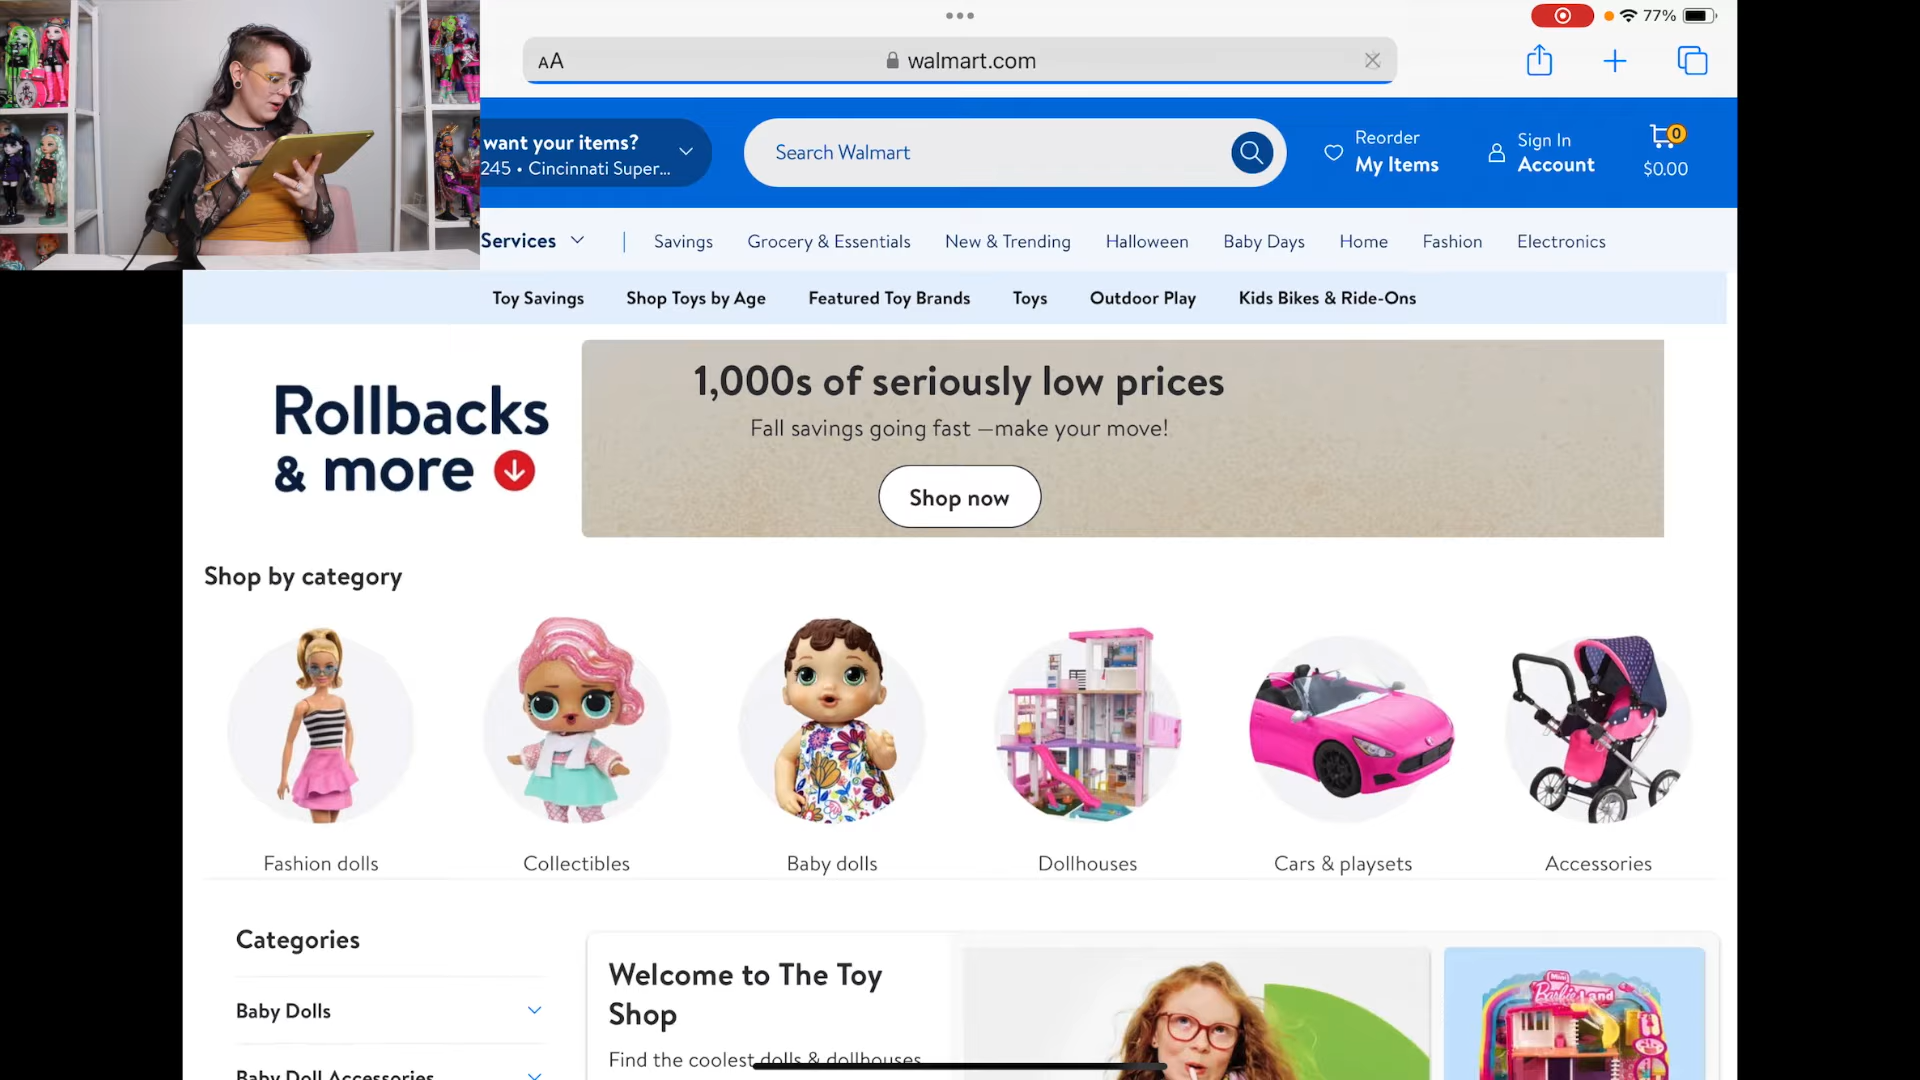 77%
AA
walmart.com
want your items?
245 • Cincinnati Super...
Search Walmart
Reorder
My Items
Sign In
Account
0
$0.00
Services
Savings
Grocery & Essentials
New & Trending
Halloween
Baby Days
Home
Fashion
Electronics
Toy Savings
Shop Toys by Age
Featured Toy Brands
Toys
Outdoor Play
Kids Bikes & Ride-Ons
Rollbacks
& more
1,000s of seriously low prices
Fall savings going fast —make your move!
Shop now
Shop by category
Fashion dolls
Collectibles
Baby dolls
Dollhouses
Cars & playsets
Accessories
Categories
Baby Dolls
Baby Doll Accessories
Welcome to The Toy
Shop
Find the coolest dolls & dollhouses
Mini
BarbieLand